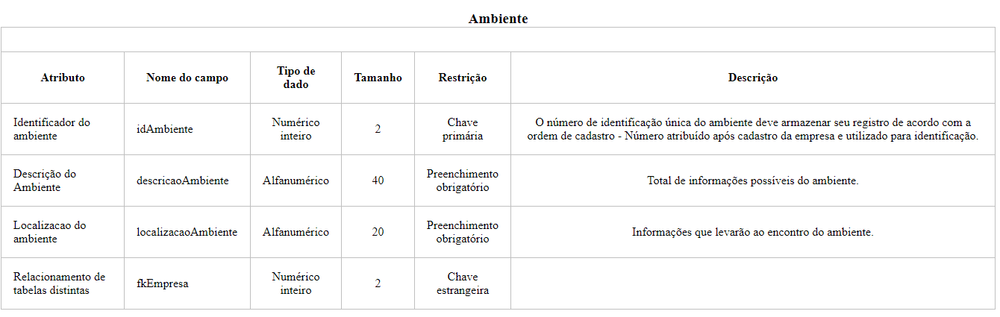 Ambiente
Atributo
Nome do campo
Tipo de
dado
Tamanho
Restrição
Descrição
Identificador do
ambiente
idAmbiente
Numérico
inteiro
2
Chave
primária
O número de identificação única do ambiente deve armazenar seu registro de acordo com a
ordem de cadastro - Número atribuído após cadastro da empresa e utilizado para identificação.
Descrição do
Ambiente
descricaoAmbiente
Alfanumérico
40
Preenchimento
obrigatório
Total de informações possíveis do ambiente.
Localizacao do
ambiente
localizacaoAmbiente
Alfanumérico
20
Preenchimento
obrigatório
Informações que levarão ao encontro do ambiente.
Relacionamento de
tabelas distintas
fkEmpresa
Numérico
inteiro
2
Chave
estrangeira